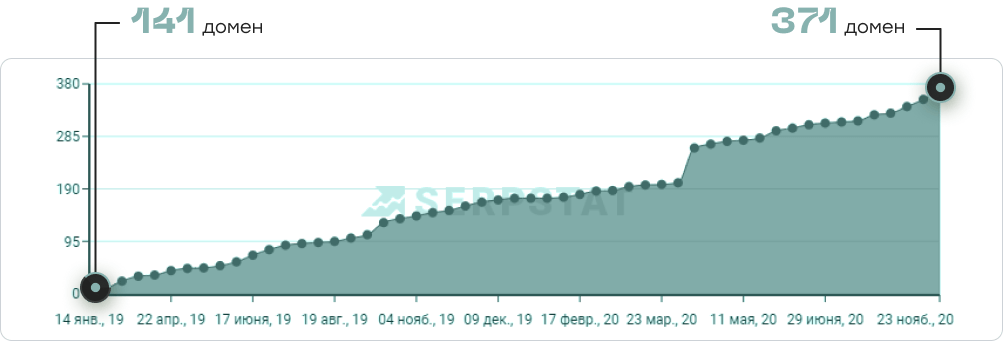 141 домен
371 домен
380
285
190
95
0
SERPSTAT
14 янв., 19 22 апр., 19 17 июня, 19 19 авг., 19 04 нояб., 19 09 дек., 19 17 февр., 20 23 мар., 20 11 мая, 20 29 июня, 20 23 нояб., 20